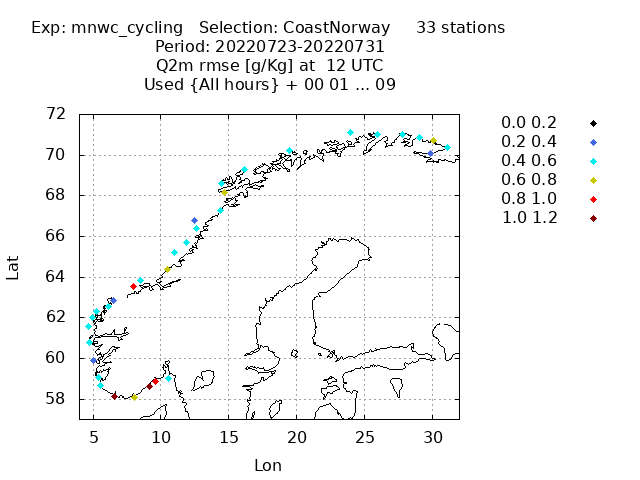 Exp: mnwc_cycling   Selection: CoastNorway     33 stations
Period: 20220723-20220731
Q2m rmse [g/Kg] at  12 UTC
Used {All hours} + 00 01 ... 09
72
70
68
66
64
62
60
58
Lat
5 10 15 20 25 30
Lon
0.0 0.2
0.2 0.4
0.4 0.6
0.6 0.8
0.8 1.0
1.0 1.2